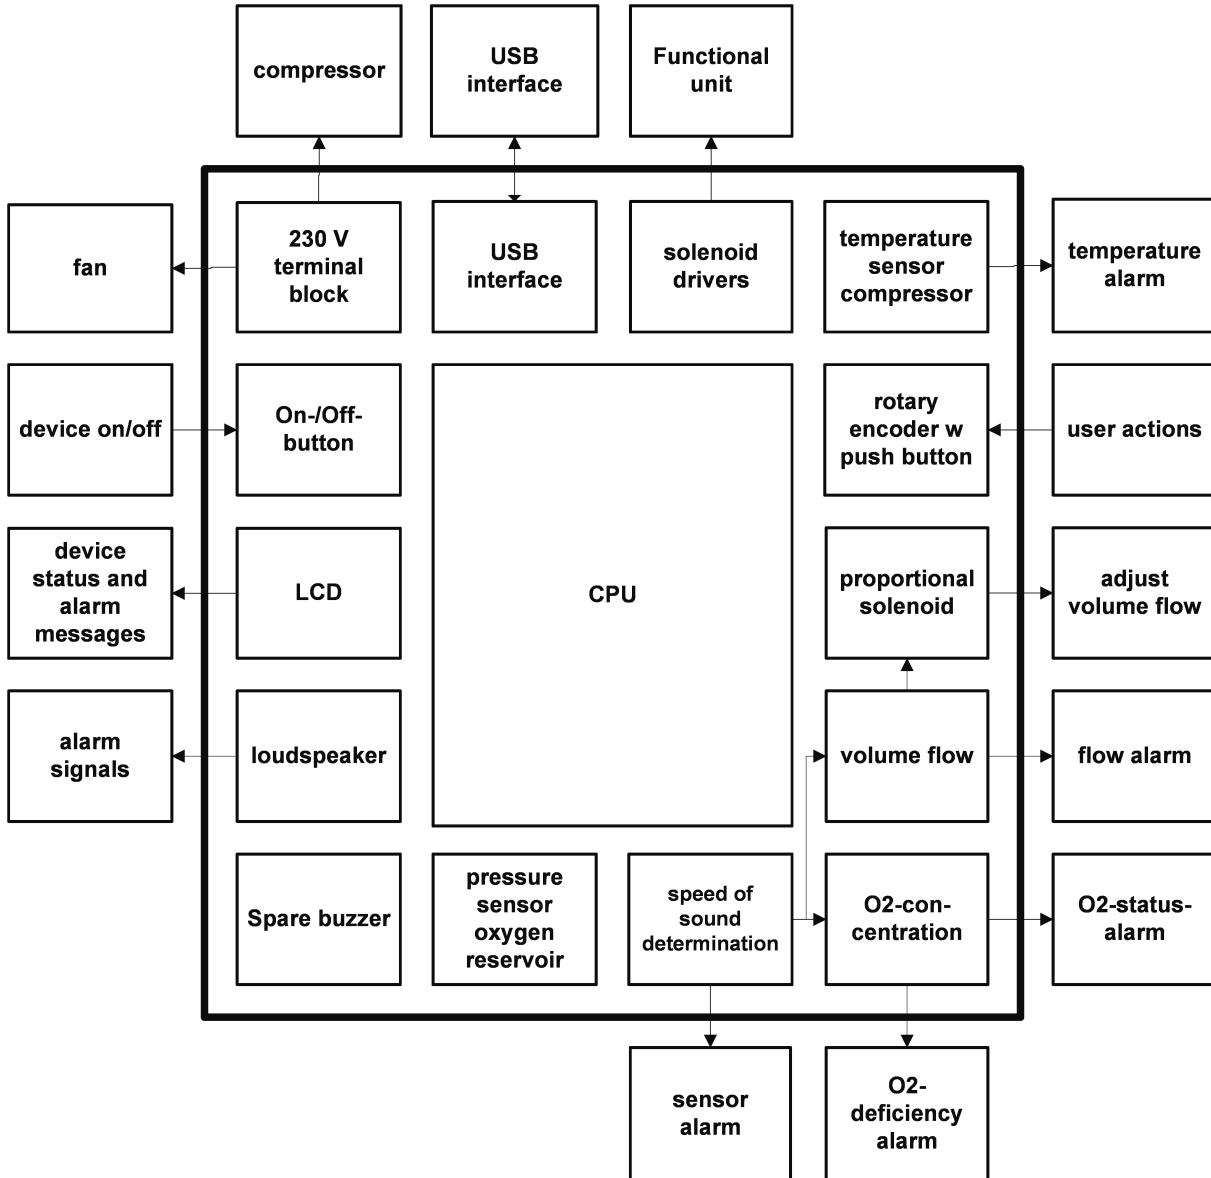 compressor
USB
interface
Functional
unit
fan
230 V
terminal
block
USB
interface
solenoid
drivers
temperature
sensor
compressor
temperature
alarm
device on/off
On-/Off-
button
rotary
encoder w
push button
user actions
device
status and
alarm
messages
LCD
CPU
proportional
solenoid
adjust
volume flow
alarm
signals
loudspeaker
volume flow
flow alarm
Spare buzzer
pressure
sensor
oxygen
reservoir
speed of
sound
determination
O2-con-
centration
O2-status-
alarm
sensor
alarm
O2-
deficiency
alarm